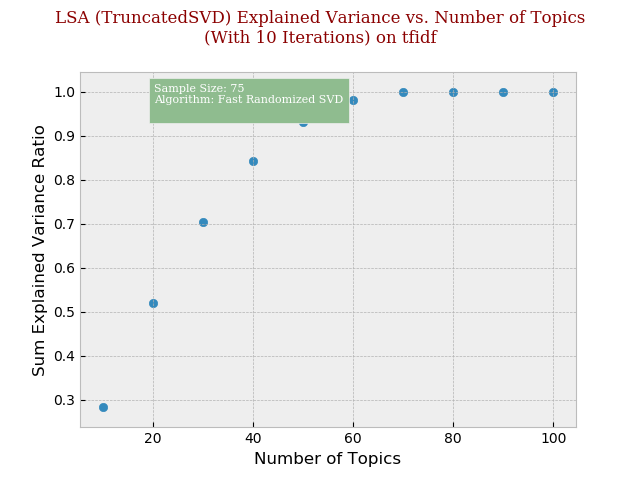 LSA (TruncatedSVD) Explained Variance vs. Number of Topics
(With 10 Iterations) on tfidf
Sample Size: 75
Algorithm: Fast Randomized SVD
Sum Explained Variance Ratio
1.0
0.9
0.8
0.7
0.6
0.5
0.4
0.3
20 40 60 80 100
Number of Topics